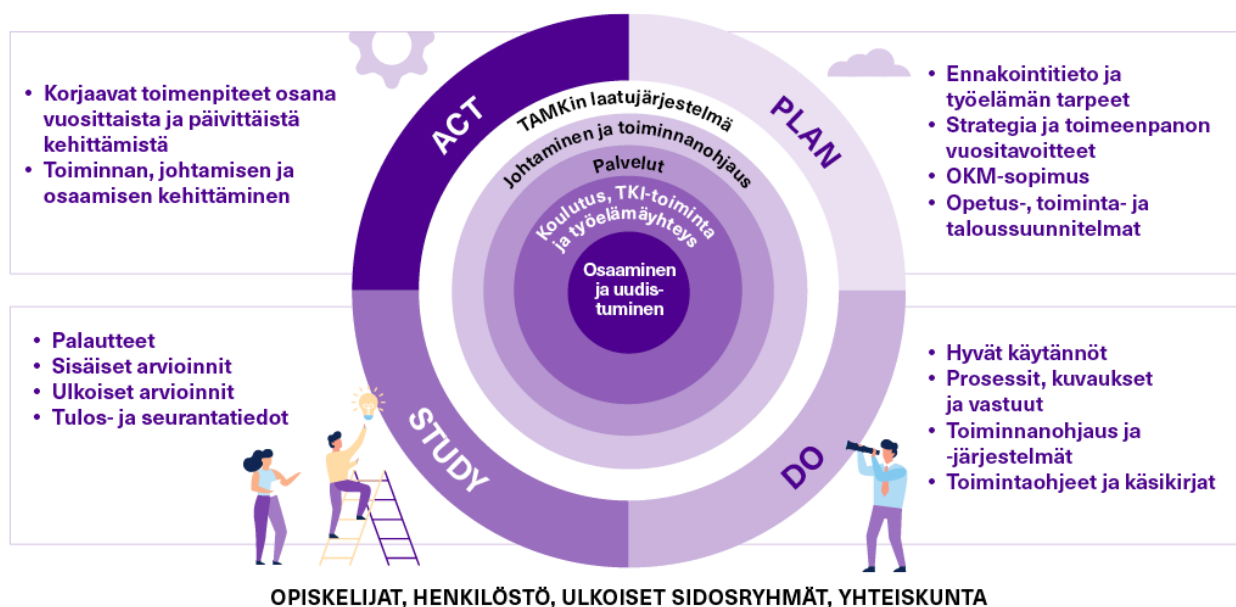 ACT
• Korjaavat toimenpiteet osana
vuosittaista ja päivittäistä
kehittämistä
• Toiminnan, johtamisen ja
osaamisen kehittäminen
PLAN
• Ennakointitieto ja
työelämän tarpeet
• Strategia ja toimeenpanon
vuositavoitteet
• OKM-sopimus
• Opetus-, toiminta- ja
taloussuunnitelmat
TAMKin laatujärjestelmä
Johtaminen ja toiminnanohjaus
Palvelut
Koulutus, TKI-toiminta
ja työelämäyhteys
Osaaminen
ja uudis-
tuminen
STUDY
• Palautteet
• Sisäiset arvioinnit
• Ulkoiset arvioinnit
• Tulos- ja seurantatiedot
DO
• Hyvät käytännöt
• Prosessit, kuvaukset
ja vastuut
• Toiminnanohjaus ja
-järjestelmät
• Toimintaohjeet ja käsikirjat
OPISKELIJAT, HENKILÖSTÖ, ULKOISET SIDOSRYHMÄT, YHTEISKUNTA